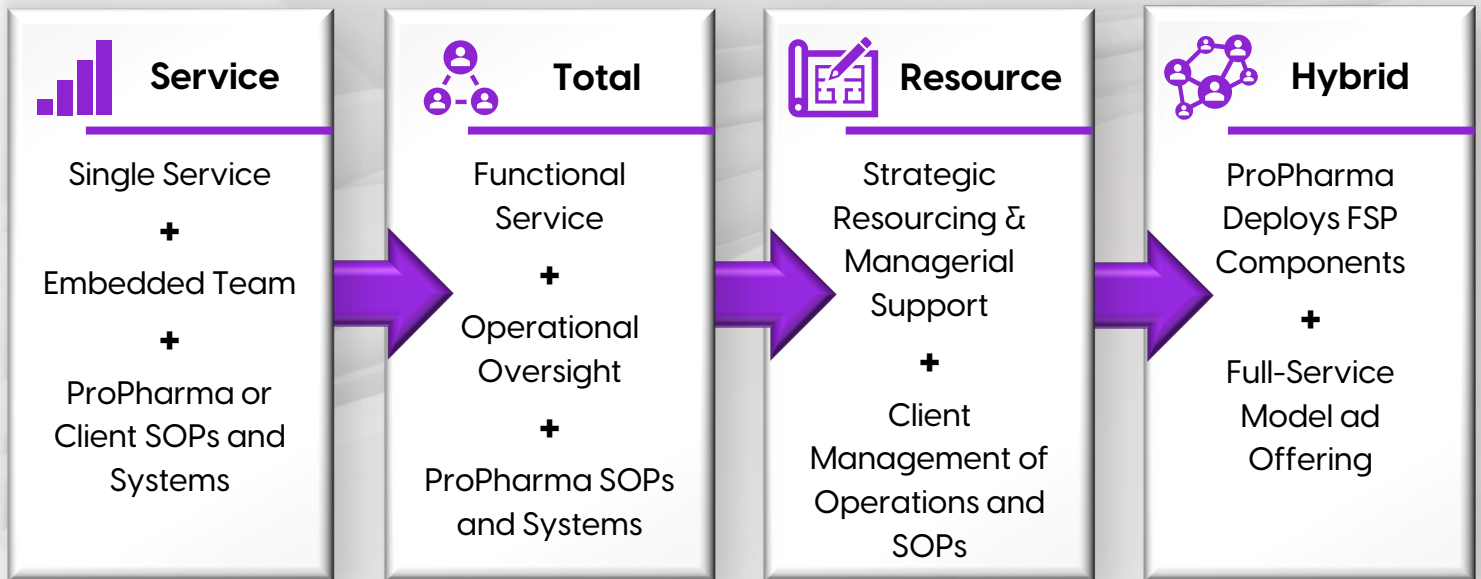 Service
Single Service
+
Embedded Team
+
ProPharma or
Client SOPs and
Systems
Total
Functional
Service
+
Operational
Oversight
+
ProPharma SOPs
and Systems
Resource
Strategic
Resourcing &
Managerial
Support
+
Client
Management of
Operations and
SOPs
Hybrid
ProPharma
Deploys FSP
Components
+
Full-Service
Model ad
Offering